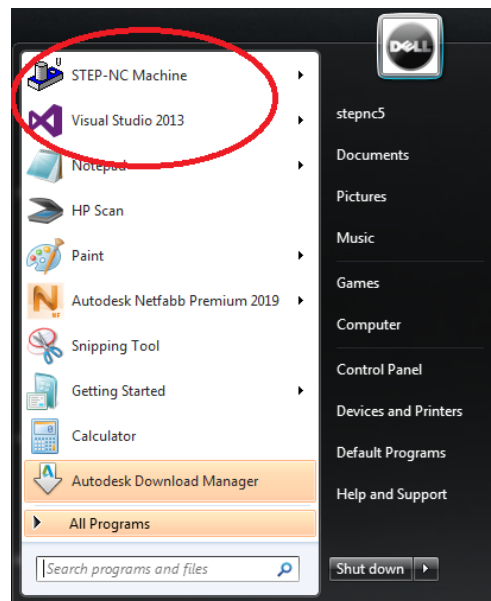 U
STEP-NC Machine
Visual Studio 2013
Notepad
HP Scan
Paint
Autodesk Netfabb Premium 2019
NF
Snipping Tool
Getting Started
Calculator
Autodesk Download Manager
All Programs
Search programs and files
DELL
stepnc5
Documents
Pictures
Music
Games
Computer
Control Panel
Devices and Printers
Default Programs
Help and Support
Shut down